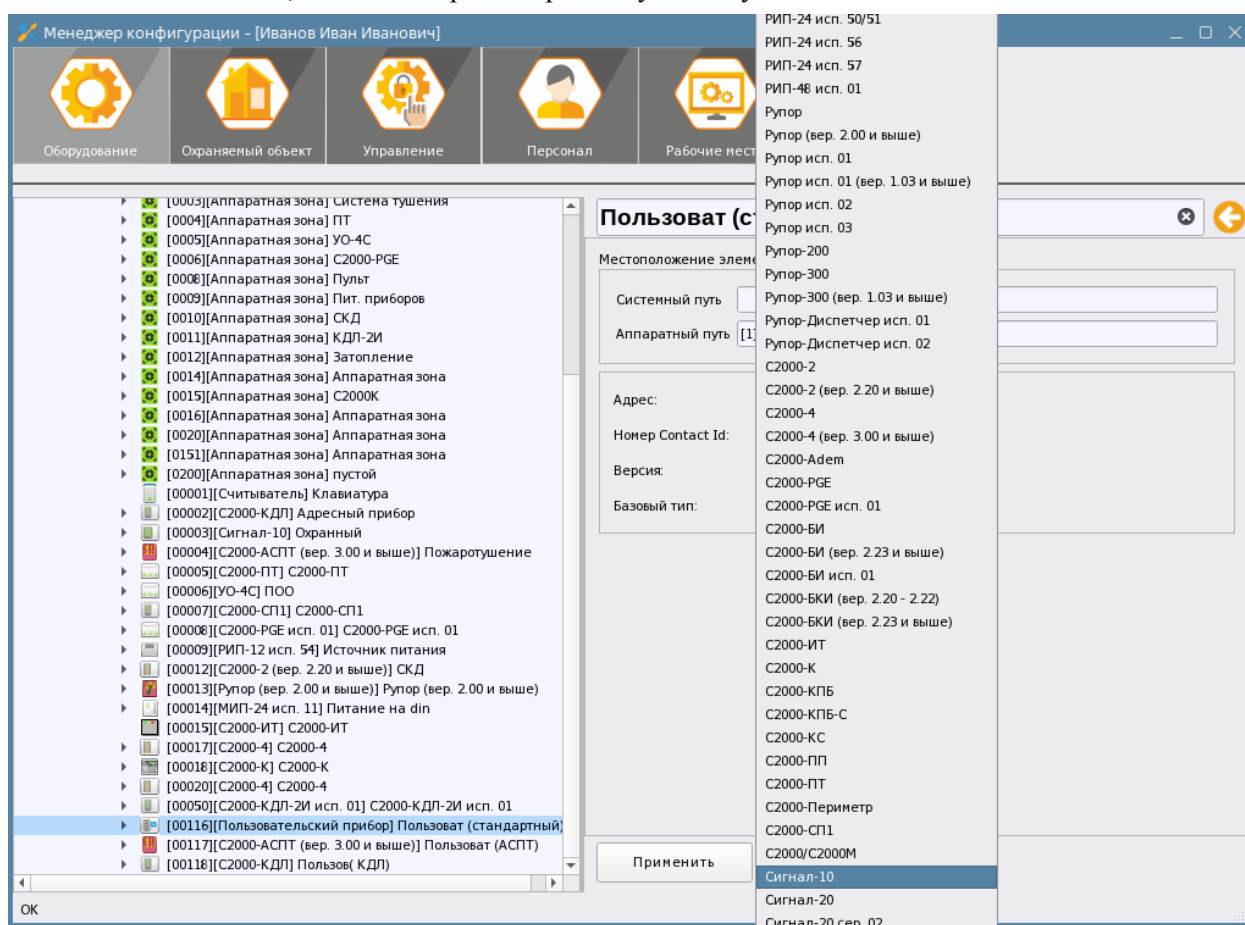 Менеджер конфигурации - [Иванов Иван Иванович]
Оборудование
Охраняемый объект
Управление
Персонал
Рабочие мест
[0003][Аппаратная зона] Система тушения
[0004][Аппаратная зона] ПТ
[0005][Аппаратная зона] УО-4С
[0006][Аппаратная зона] С2000-PGE
[0008][Аппаратная зона] Пульт
[0009][Аппаратная зона] Пит. приборов
[0010][Аппаратная зона] СКД
[0011][Аппаратная зона] КДЛ-2И
[0012][Аппаратная зона] Затопление
[0014][Аппаратная зона] Аппаратная зона
[0015][Аппаратная зона] С2000К
[0016][Аппаратная зона] Аппаратная зона
[0020][Аппаратная зона] Аппаратная зона
[0151][Аппаратная зона] Аппаратная зона
[0200][Аппаратная зона] пустой
[00001][Считыватель] Клавиатура
[00002][С2000-КДЛ] Адресный прибор
[00003][Сигнал-10] Охранный
[00004][С2000-АСПТ (вер. 3.00 и выше)] Пожаротушение
[00005][С2000-ПТ] С2000-ПТ
[00006][УО-4С] ПОО
[00007][С2000-СП1] С2000-СП1
[00008][С2000-PGE исп. 01] С2000-PGE исп. 01
[00009][РИП-12 исп. 54] Источник питания
[00012][С2000-2 (вер. 2.20 и выше)] СКД
[00013][Рупор (вер. 2.00 и выше)] Рупор (вер. 2.00 и выше)
[00014][МИП-24 исп. 11] Питание на din
[00015][С2000-ИТ] С2000-ИТ
[00017][С2000-4] С2000-4
[00018][С2000-К] С2000-К
[00020][С2000-4] С2000-4
[00050][С2000-КДЛ-2И исп. 01] С2000-КДЛ-2И исп. 01
[00116][Пользовательский прибор] Пользоват (стандартный)
[00117][С2000-АСПТ (вер. 3.00 и выше)] Пользоват (АСПТ)
[00118][С2000-КДЛ] Пользов( КДЛ)
OK
Пользоват (ст
Местоположение элеме
Системный путь
Аппаратный путь [1]
Адрес:
Номер Contact Id:
Версия:
Базовый тип:
Применить
РИП-24 исп. 50/51
РИП-24 исп. 56
РИП-24 исп. 57
РИП-48 исп. 01
Рупор
Рупор (вер. 2.00 и выше)
Рупор исп. 01
Рупор исп. 01 (вер. 1.03 и выше)
Рупор исп. 02
Рупор исп. 03
Рупор-200
Рупор-300
Рупор-300 (вер. 1.03 и выше)
Рупор-Диспетчер исп. 01
Рупор-Диспетчер исп. 02
С2000-2
С2000-2 (вер. 2.20 и выше)
С2000-4
С2000-4 (вер. 3.00 и выше)
С2000-Adem
С2000-PGE
С2000-PGE исп. 01
С2000-БИ
С2000-БИ (вер. 2.23 и выше)
С2000-БИ исп. 01
С2000-БКИ (вер. 2.20 - 2.22)
С2000-БКИ (вер. 2.23 и выше)
С2000-ИТ
С2000-К
С2000-КПБ
С2000-КПБ-С
С2000-КС
С2000-ПП
С2000-ПТ
С2000-Периметр
С2000-СП1
С2000/С2000М
Сигнал-10
Сигнал-20
Сигнал-20 сер. 02